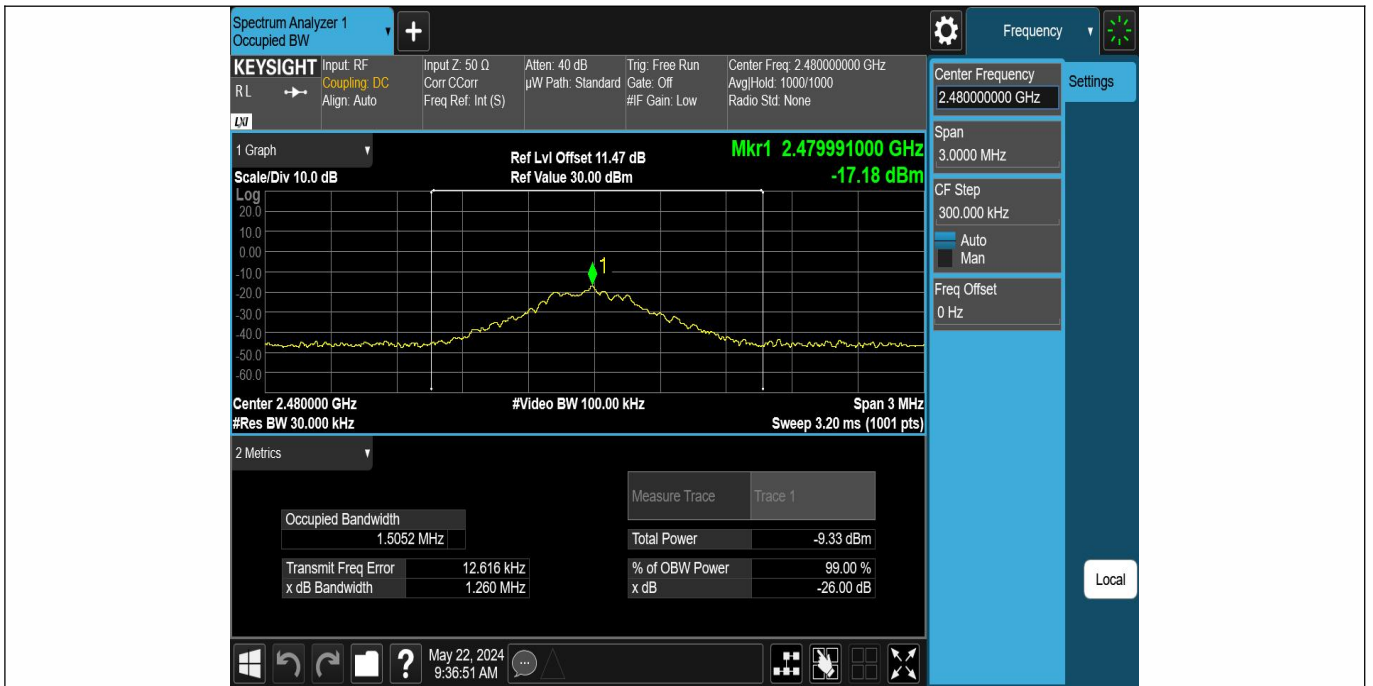 Spectrum Analyzer 1
Occupied BW
+
Frequency
KEYSIGHT
RL
LXI
Input: RF
Coupling: DC
Align: Auto
Input Z: 50 Ω
Corr CCorr
Freq Ref: Int (S)
Atten: 40 dB
µW Path: Standard
Trig: Free Run
Gate: Off
#IF Gain: Low
Center Freq: 2.480000000 GHz
Avg|Hold: 1000/1000
Radio Std: None
Center Frequency
2.480000000 GHz
Settings
Span
3.0000 MHz
CF Step
300.000 kHz
Auto
Man
Freq Offset
0 Hz
Local
1 Graph
Scale/Div 10.0 dB
Ref Lvl Offset 11.47 dB
Ref Value 30.00 dBm
Mkr1 2.479991000 GHz
-17.18 dBm
Log
20.0
10.0
0.00
-10.0
-20.0
-30.0
-40.0
-50.0
-60.0
1
Center 2.480000 GHz
#Video BW 100.00 kHz
Span 3 MHz
#Res BW 30.000 kHz
Sweep 3.20 ms (1001 pts)
2 Metrics
Measure Trace Trace 1
Occupied Bandwidth
1.5052 MHz
Total Power -9.33 dBm
Transmit Freq Error 12.616 kHz
% of OBW Power 99.00 %
x dB Bandwidth 1.260 MHz
x dB -26.00 dB
?
May 22, 2024
9:36:51 AM